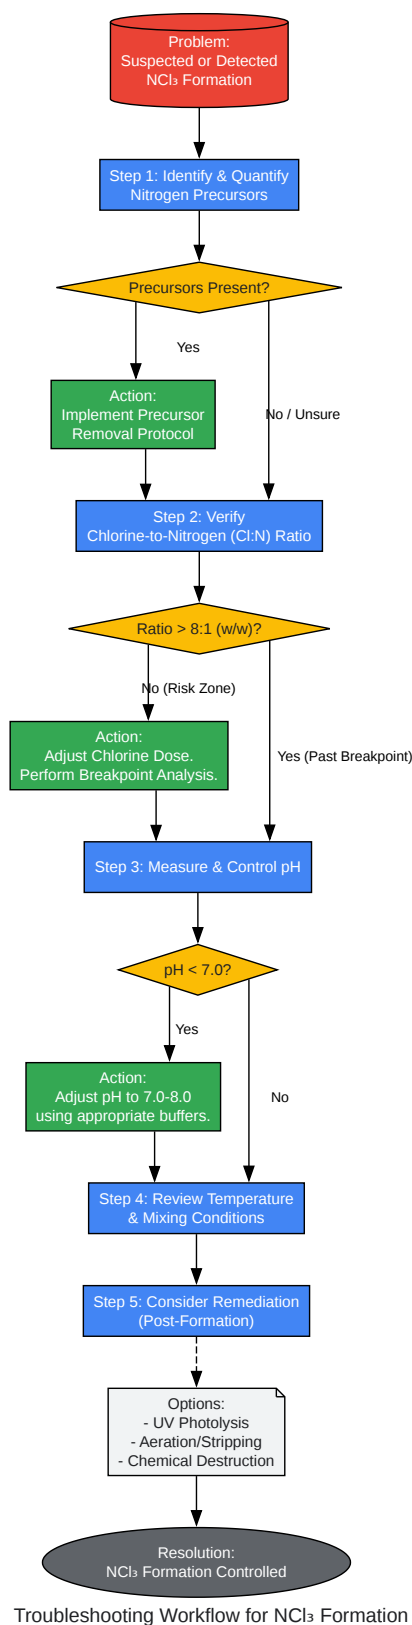 Problem:
Suspected or Detected
NCl₃ Formation
Step 1: Identify & Quantify
Nitrogen Precursors
Precursors Present?
Yes
Action:
Implement Precursor
Removal Protocol
No / Unsure
Step 2: Verify
Chlorine-to-Nitrogen (Cl:N) Ratio
Ratio > 8:1 (w/w)?
No (Risk Zone)
Action:
Adjust Chlorine Dose.
Perform Breakpoint Analysis.
Yes (Past Breakpoint)
Step 3: Measure & Control pH
pH < 7.0?
Yes
Action:
Adjust pH to 7.0-8.0
using appropriate buffers.
No
Step 4: Review Temperature
& Mixing Conditions
Step 5: Consider Remediation
(Post-Formation)
Options:
- UV Photolysis
- Aeration/Stripping
- Chemical Destruction
Resolution:
NCl₃ Formation Controlled
Troubleshooting Workflow for NCl₃ Formation